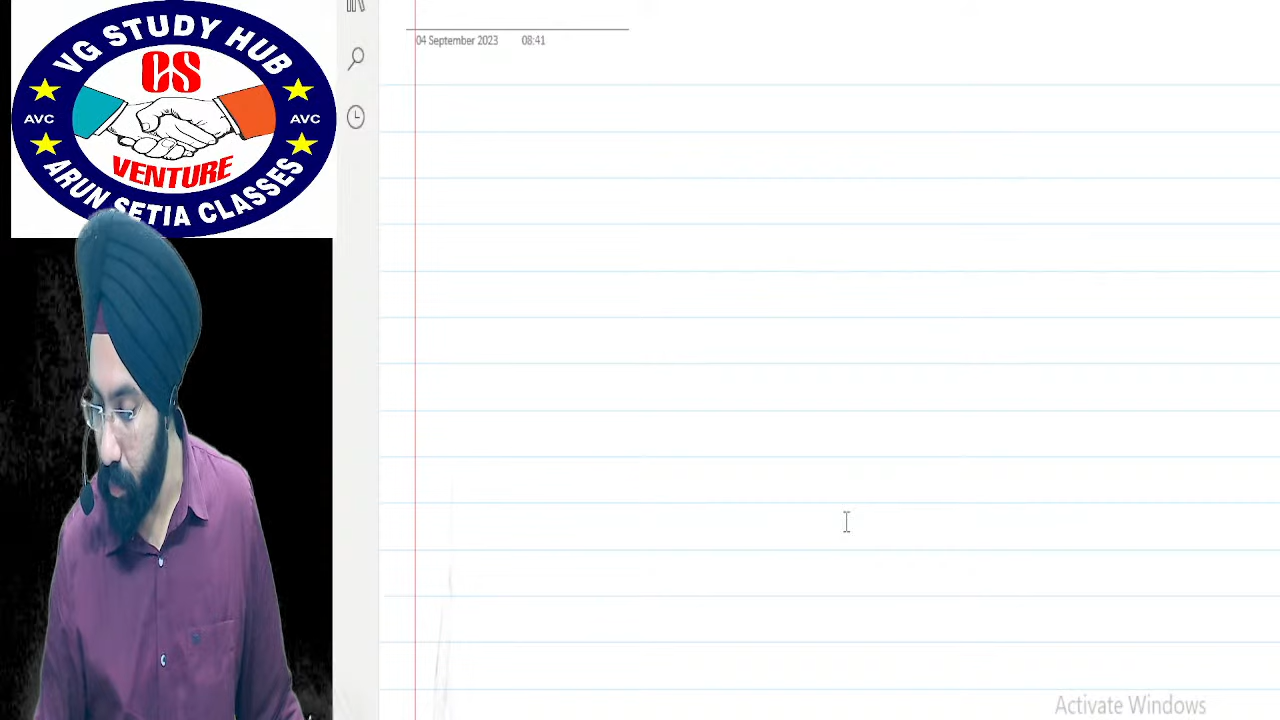 VG STUDY HUB
CS
AVC
AVC
VENTURE
ARUN SETIA CLASSES
04 September 2023 08:41
Activate Windows